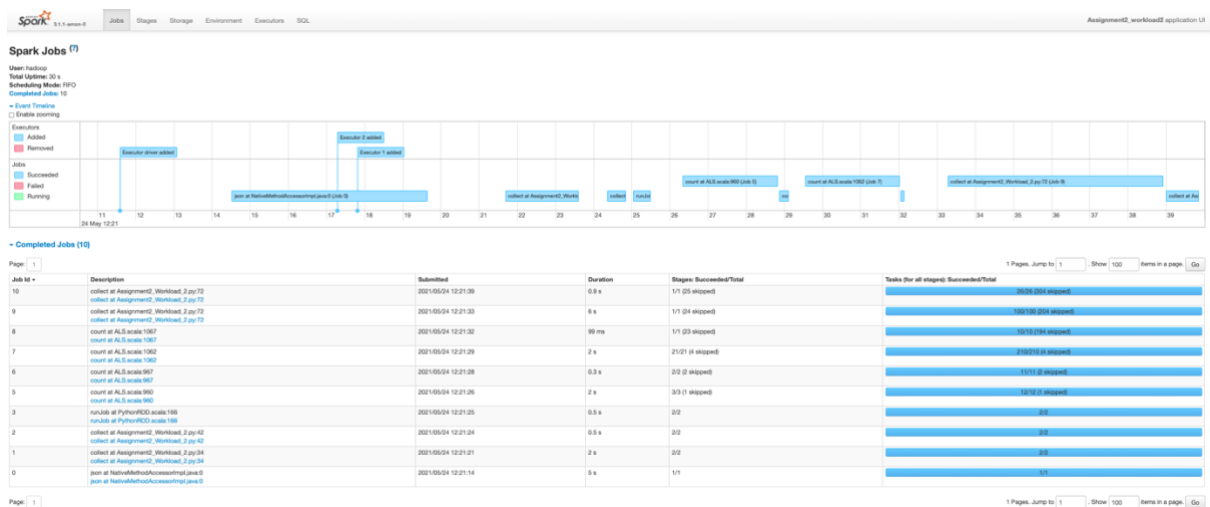 Spark 3.1.1-amzn-0 Jobs Stages Storage Environment Executors SQL Assignment2_workload2 application UI
Spark Jobs (?)
User: hadoop
Total Uptime: 30 s
Scheduling Mode: FIFO
Completed Jobs: 10
Event Timeline
Enable zooming
Executors
Added
Removed
Executor driver added
Executor 2 added
Executor 1 added
Jobs
Succeeded
Failed
Running
json at NativeMethodAccessorImpl.java:0 (Job 0)
collect at Assignment2_Workl
collect
runJol
count at ALS.scala:960 (Job 5)
count at ALS.scala:1062 (Job 7)
collect at Assignment2_Workload_2.py:72 (Job 9)
collect at As
11 12 13 14 15 16 17 18 19 20 21 22 23 24 25 26 27 28 29 30 31 32 33 34 35 36 37 38 39
24 May 12:21
Completed Jobs (10)
Page: 1 1 Pages. Jump to 1 . Show 100 items in a page. Go
Job Id Description Submitted Duration Stages: Succeeded/Total Tasks (for all stages): Succeeded/Total
10 collect at Assignment2_Workload_2.py:72 2021/05/24 12:21:39 0.9 s 1/1 (25 skipped) 26/26 (304 skipped)
collect at Assignment2_Workload_2.py:72
9 collect at Assignment2_Workload_2.py:72 2021/05/24 12:21:33 6 s 1/1 (24 skipped) 100/100 (204 skipped)
collect at Assignment2_Workload_2.py:72
8 count at ALS.scala:1067 2021/05/24 12:21:32 99 ms 1/1 (23 skipped) 10/10 (194 skipped)
count at ALS.scala:1067
7 count at ALS.scala:1062 2021/05/24 12:21:29 2 s 21/21 (4 skipped) 210/210 (4 skipped)
count at ALS.scala:1062
6 count at ALS.scala:967 2021/05/24 12:21:28 0.3 s 2/2 (2 skipped) 11/11 (2 skipped)
count at ALS.scala:967
5 count at ALS.scala:960 2021/05/24 12:21:26 2 s 3/3 (1 skipped) 12/12 (1 skipped)
count at ALS.scala:960
3 runJob at PythonRDD.scala:166 2021/05/24 12:21:25 0.5 s 2/2 2/2
runJob at PythonRDD.scala:166
2 collect at Assignment2_Workload_2.py:42 2021/05/24 12:21:24 0.5 s 2/2 2/2
collect at Assignment2_Workload_2.py:42
1 collect at Assignment2_Workload_2.py:34 2021/05/24 12:21:21 2 s 2/2 2/2
collect at Assignment2_Workload_2.py:34
0 json at NativeMethodAccessorImpl.java:0 2021/05/24 12:21:14 5 s 1/1 1/1
json at NativeMethodAccessorImpl.java:0
Page: 1 1 Pages. Jump to 1 . Show 100 items in a page. Go